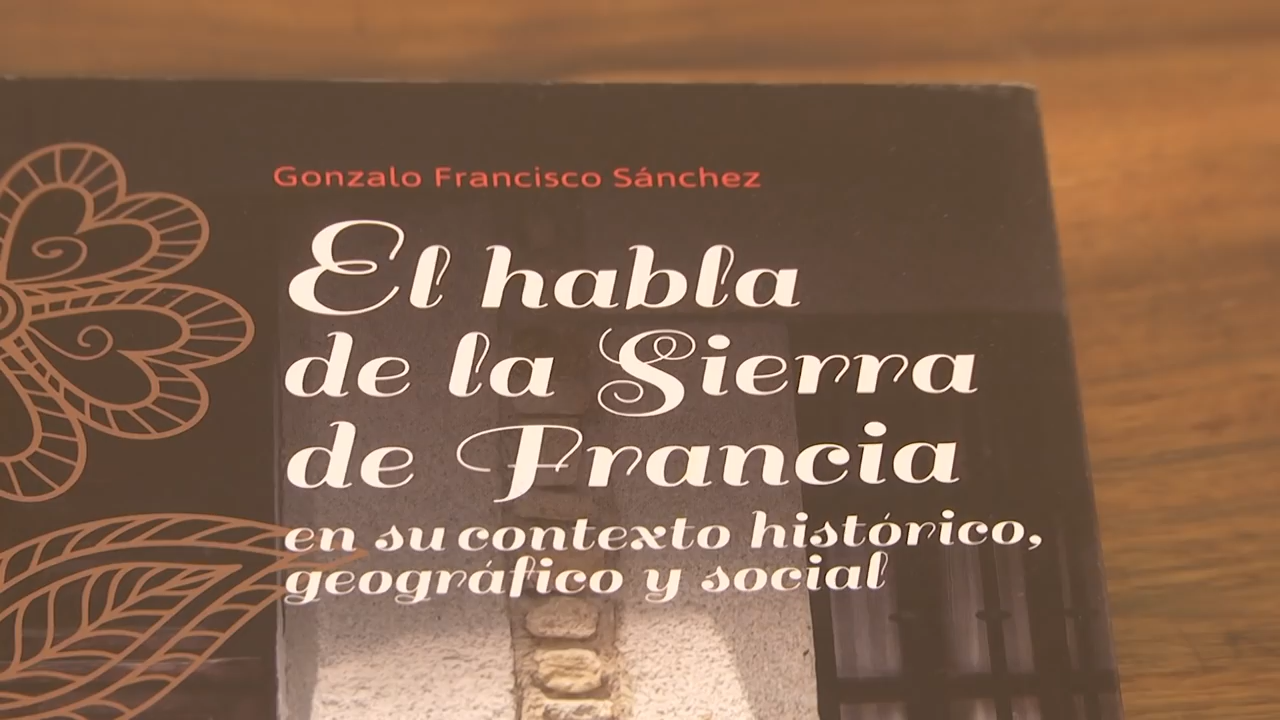 Gonzalo Francisco Sánchez
El habla
de la Sierra
de Francia
en su contexto histórico,
geográfico y social